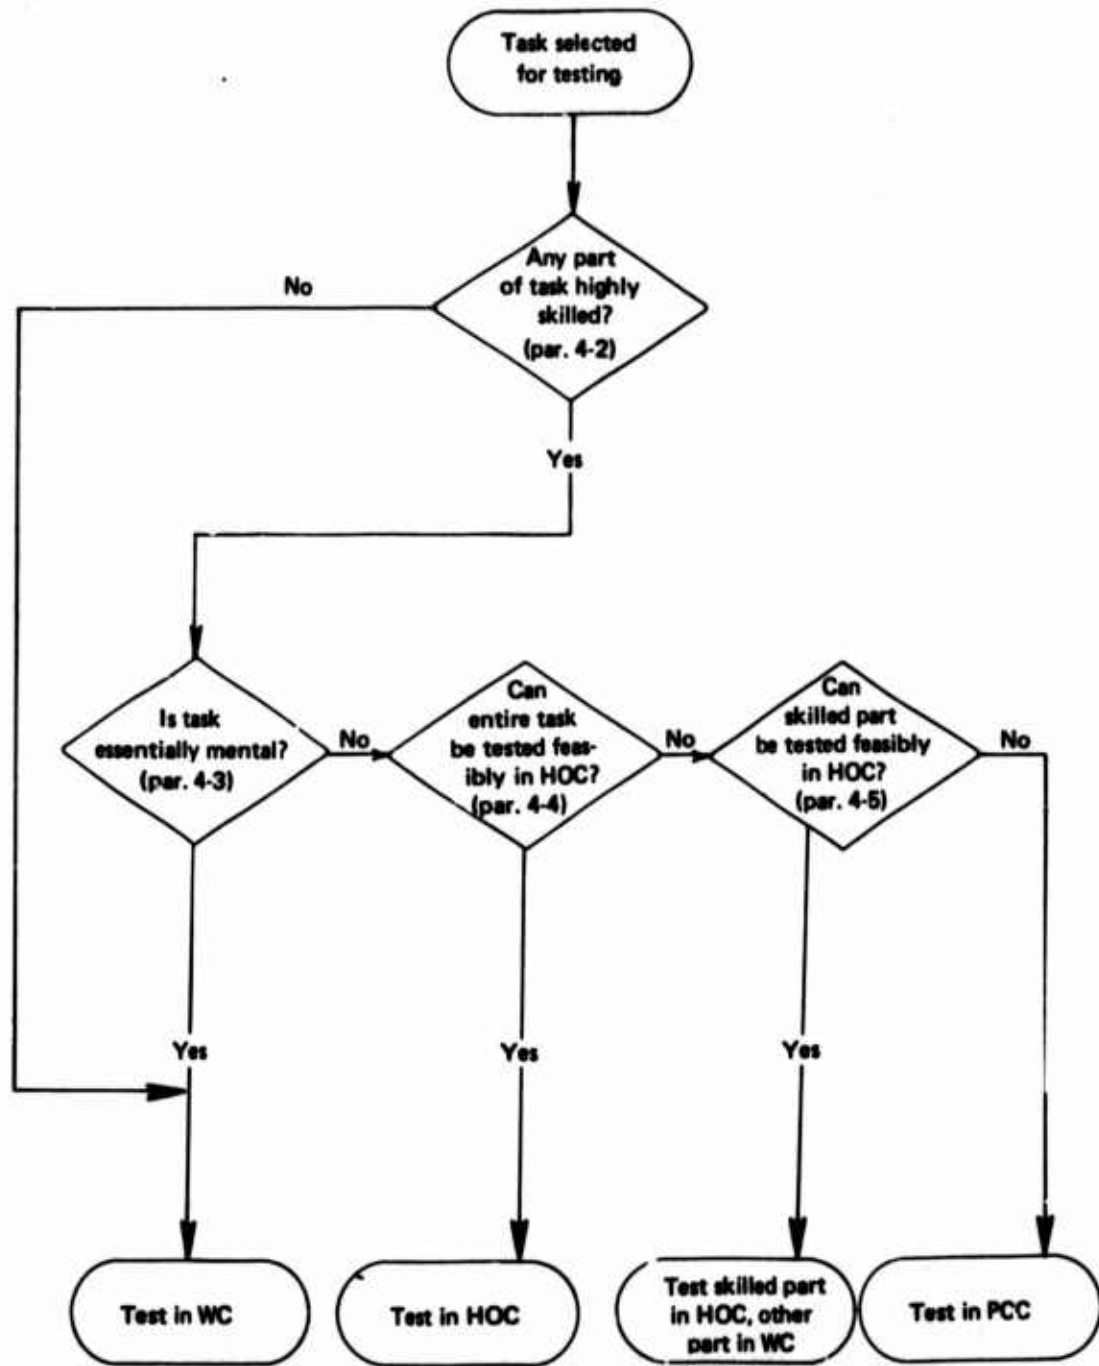 Task selected
for testing
Any part
of task highly
skilled?
(par. 4-2)
No
Yes
Is task
essentially mental?
(par. 4-3)
No
Can
entire task
be tested feas-
ibly in HOC?
(par. 4-4)
No
Can
skilled part
be tested feasibly
in HOC?
(par. 4-5)
No
Yes
Yes
Yes
Test in WC
Test in HOC
Test skilled part
in HOC, other
part in WC
Test in PCC